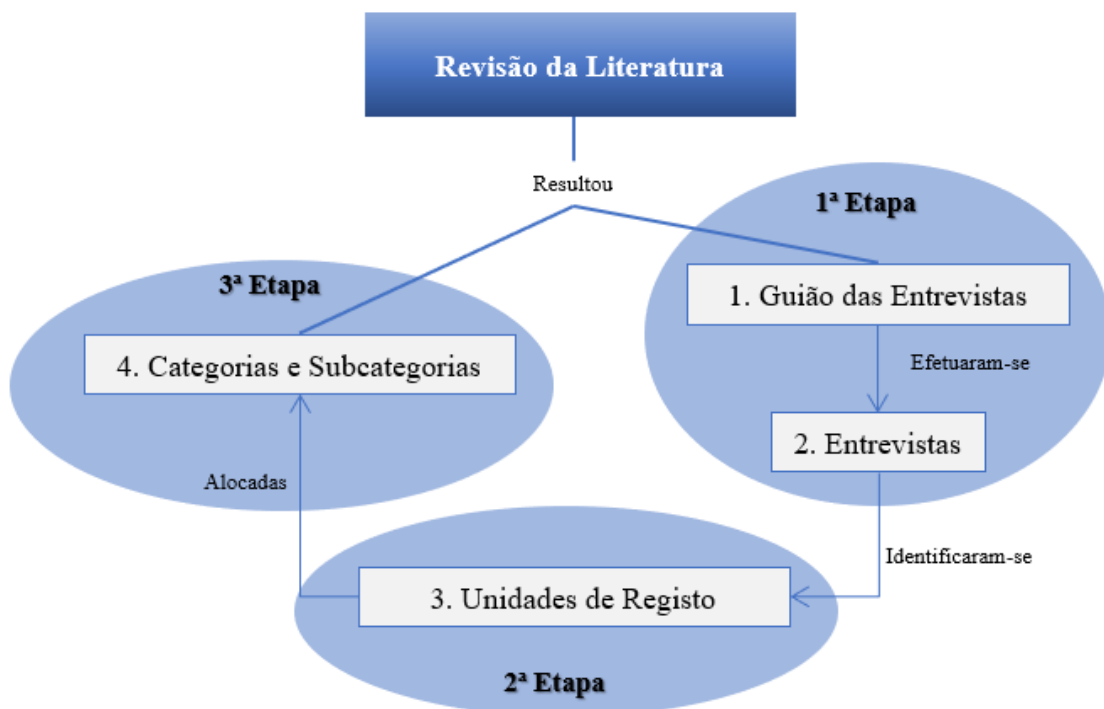 Revisão da Literatura
Resultou
1ª Etapa
1. Guião das Entrevistas
Efetuaram-se
2. Entrevistas
Identificaram-se
3. Unidades de Registo
2ª Etapa
Alocadas
3ª Etapa
4. Categorias e Subcategorias